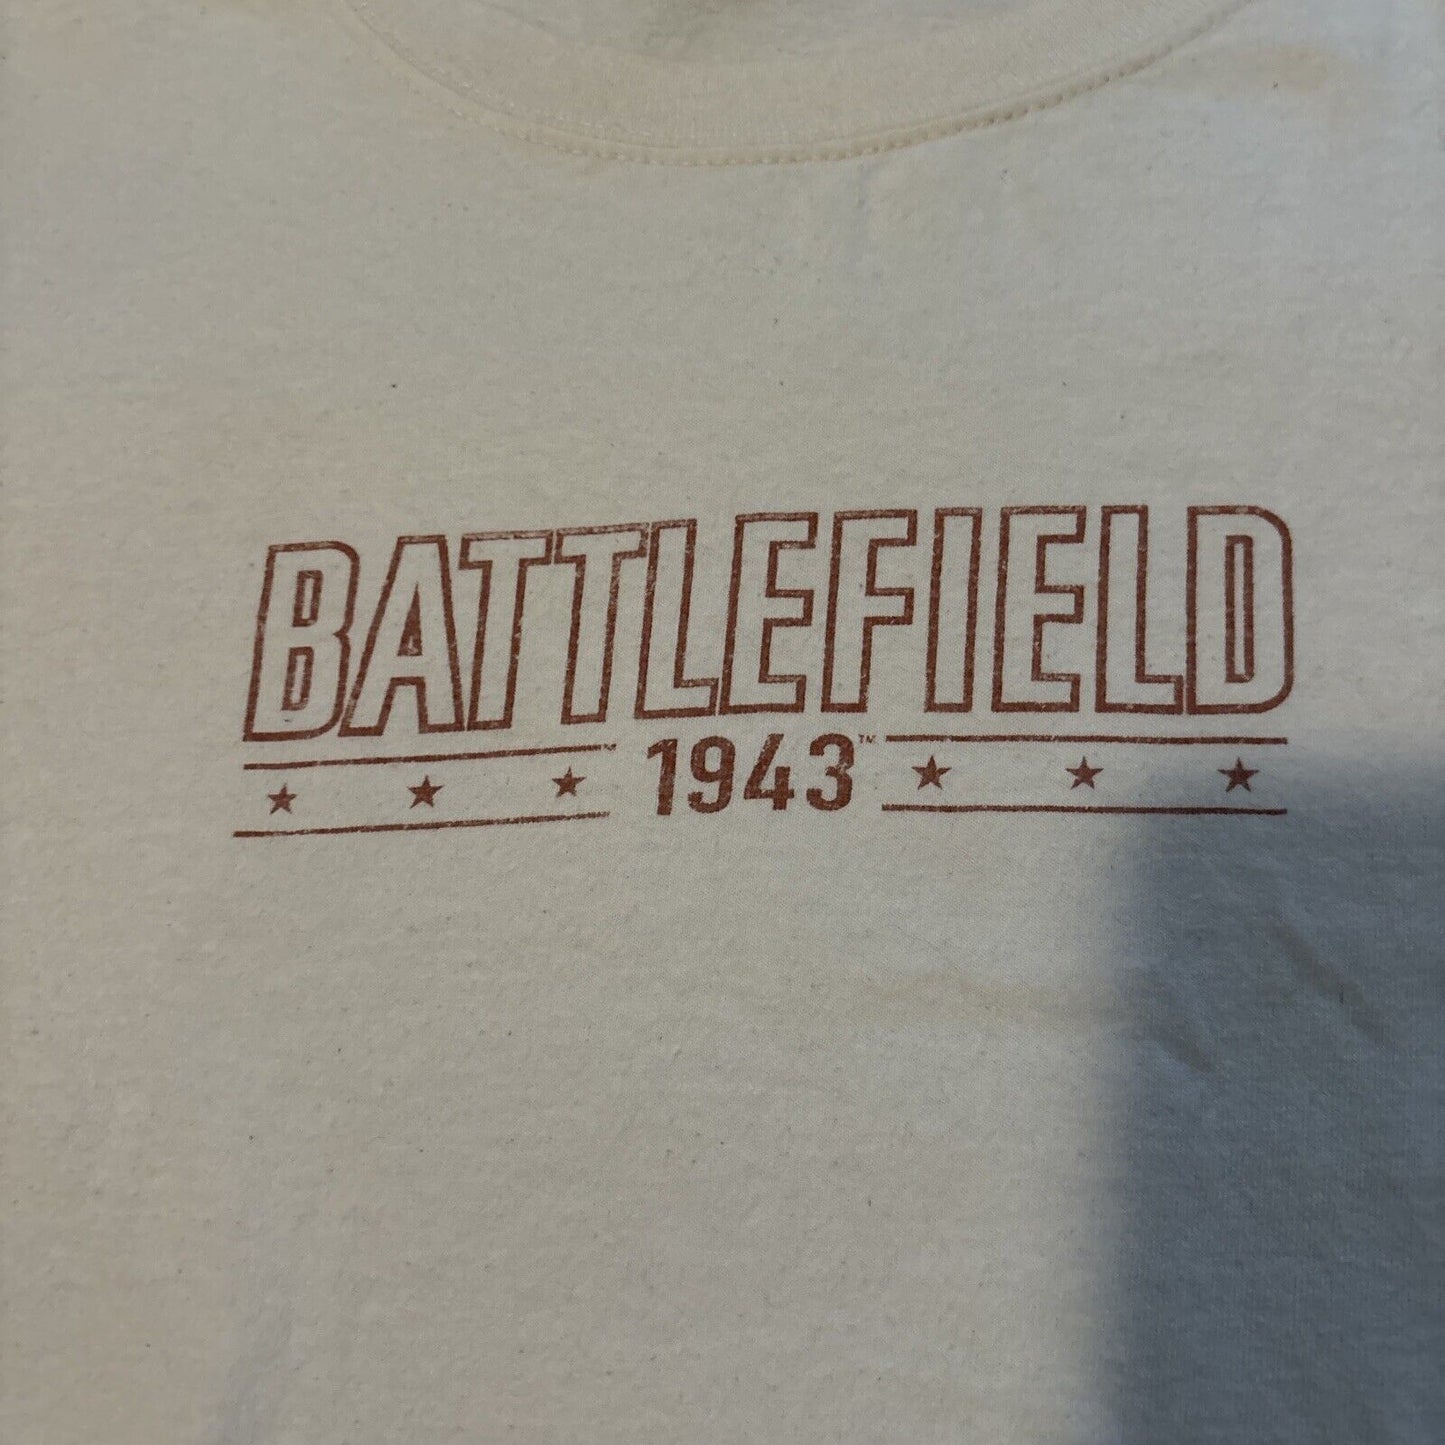 BATTLEFIELD
★ ★ ★ 1943™ ★ ★ ★